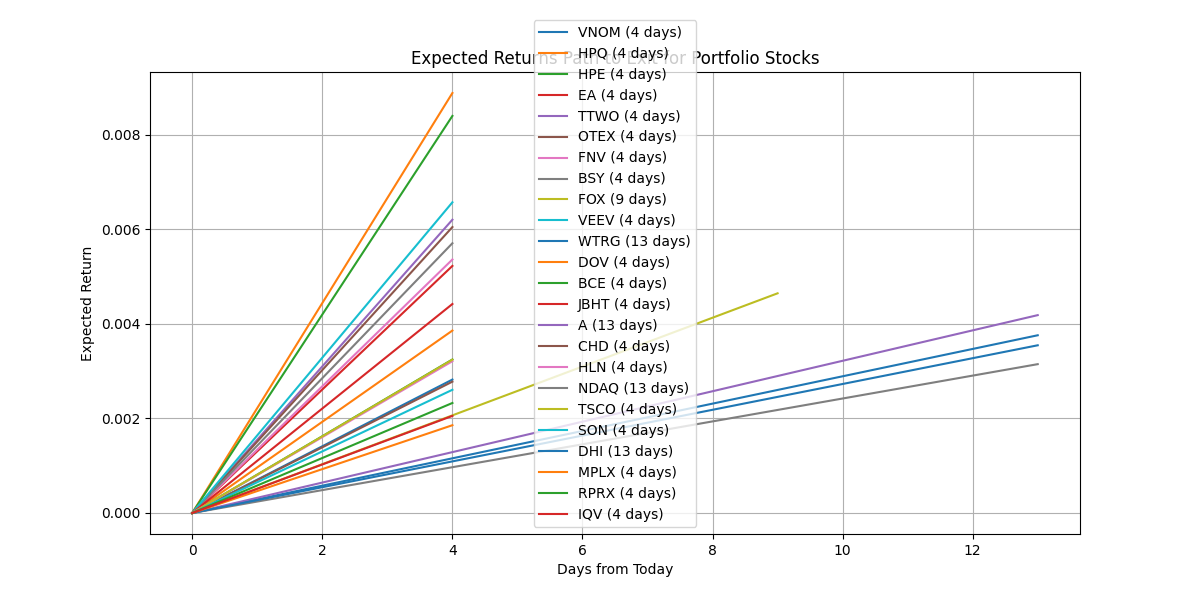 Expected Returns Path to Exit for Portfolio Stocks
VNOM (4 days)
HPQ (4 days)
HPE (4 days)
EA (4 days)
TTWO (4 days)
OTEX (4 days)
FNV (4 days)
BSY (4 days)
FOX (9 days)
VEEV (4 days)
WTRG (13 days)
DOV (4 days)
BCE (4 days)
JBHT (4 days)
A (13 days)
CHD (4 days)
HLN (4 days)
NDAQ (13 days)
TSCO (4 days)
SON (4 days)
DHI (13 days)
MPLX (4 days)
RPRX (4 days)
IQV (4 days)
Expected Return
0.008
0.006
0.004
0.002
0.000
0 2 4 6 8 10 12
Days from Today